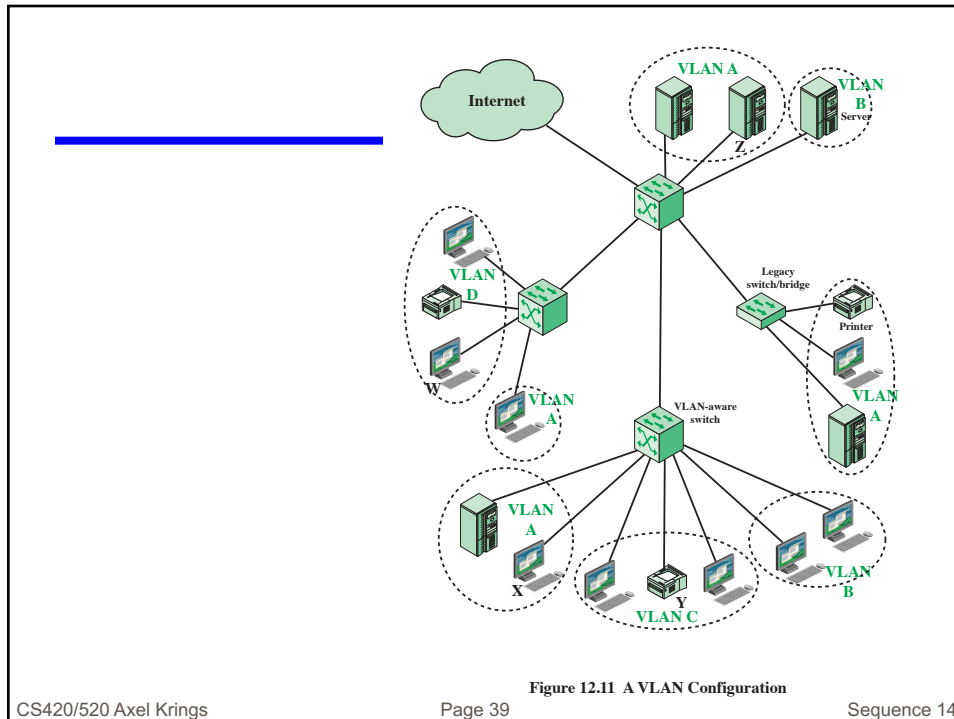 Internet
VLAN A
Z
VLAN
B
Server
VLAN
D
W
VLAN
A
Legacy
switch/bridge
Printer
VLAN
A
VLAN-aware
switch
VLAN
A
X
Y
VLAN C
VLAN
B
Figure 12.11 A VLAN Configuration
CS420/520 Axel Krings
Page 39
Sequence 14